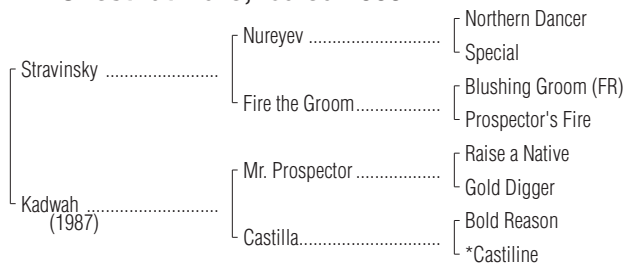 Northern Dancer
Nureyev
Special
Stravinsky
Blushing Groom (FR)
Fire the Groom
Prospector's Fire
Raise a Native
Mr. Prospector
Gold Digger
Kadwah
(1987)
Bold Reason
Castilla
*Castiline